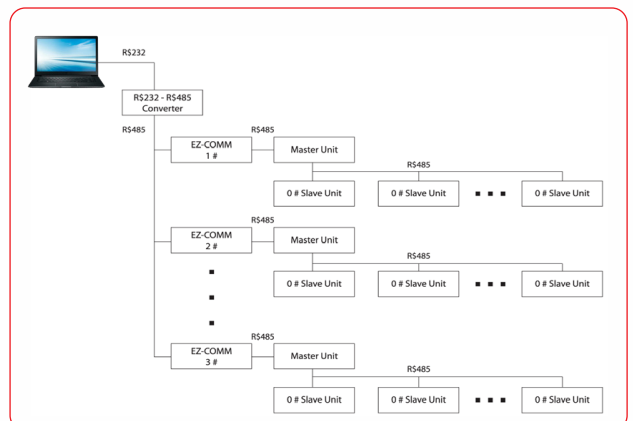 R$232
R$232 - R$485
Converter
R$485
EZ-COMM
1 #
R$485
Master Unit
R$485
0 # Slave Unit
0 # Slave Unit
0 # Slave Unit
R$485
EZ-COMM
2 #
Master Unit
R$485
0 # Slave Unit
0 # Slave Unit
0 # Slave Unit
R$485
EZ-COMM
3 #
Master Unit
R$485
0 # Slave Unit
0 # Slave Unit
0 # Slave Unit